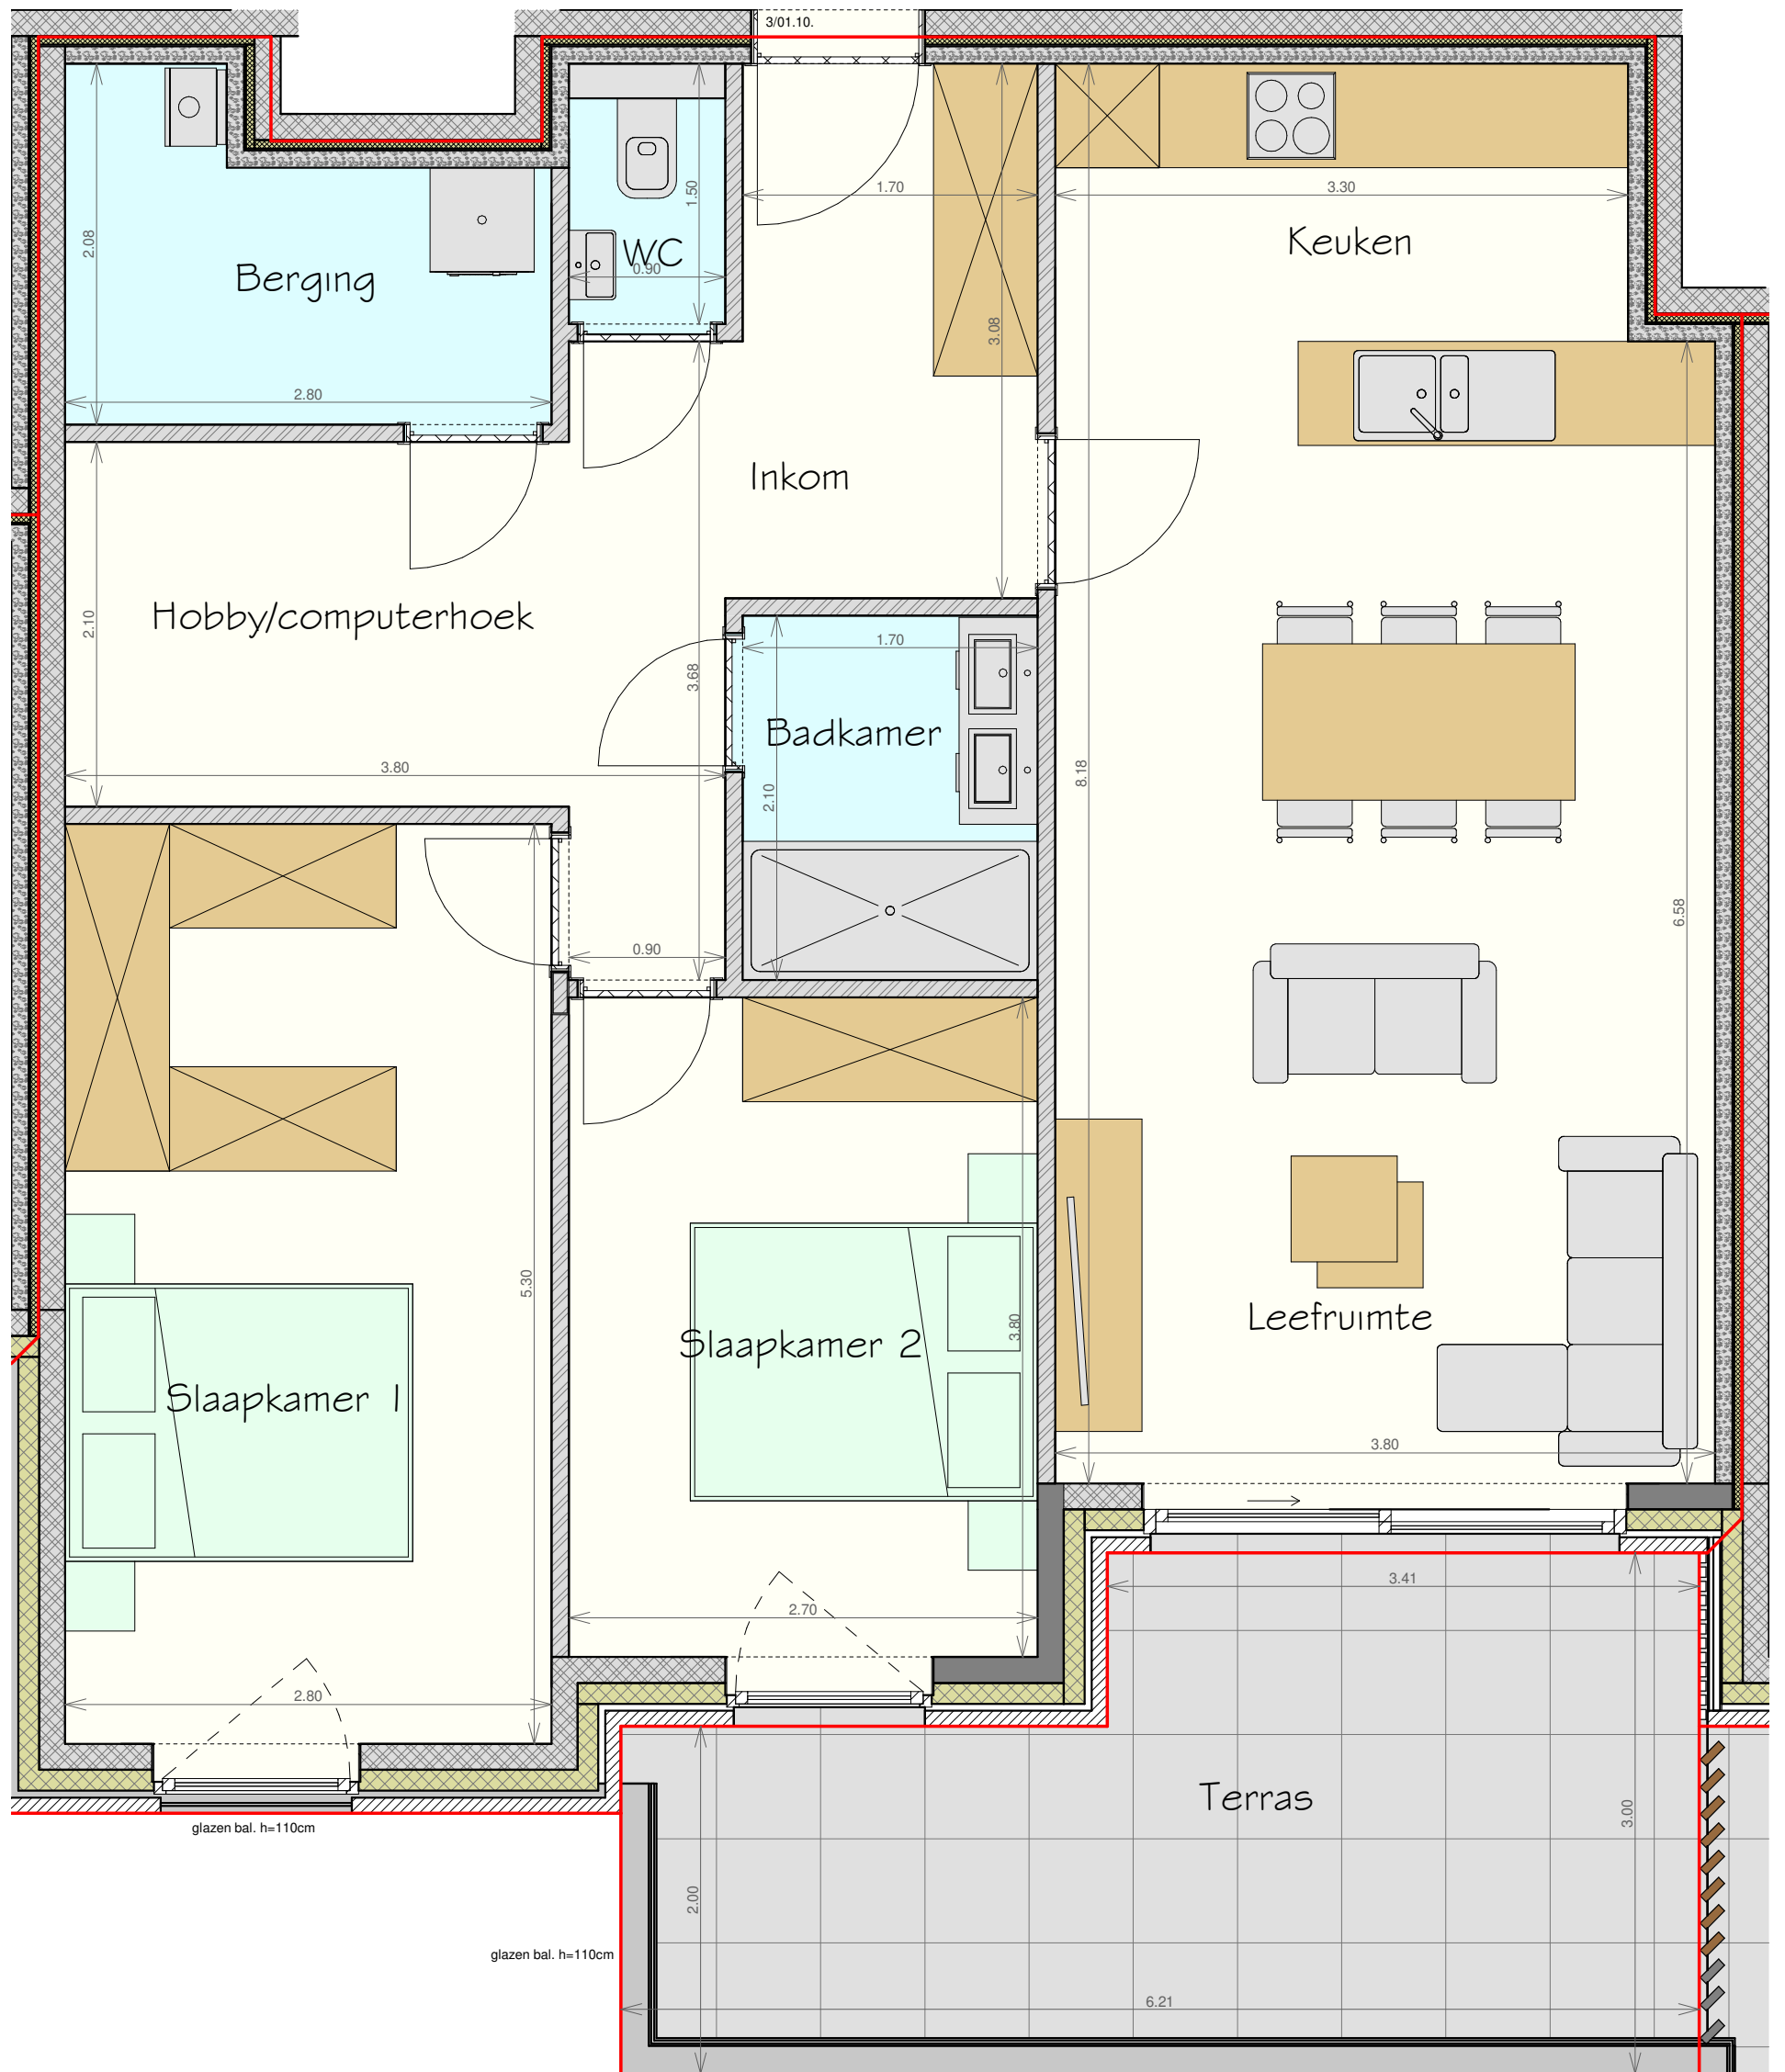 3/01.10.
1.70
3.30
1.50
2.08
Berging
WC
0.90
Keuken
3.08
2.80
Inkom
Hobby/computerhoek
2.10
1.70
3.68
Badkamer
2.10
8.18
3.80
6.58
0.90
5.30
3.80
Slaapkamer 2
Slaapkamer 1
Leefruimte
3.80
3.41
2.70
2.80
Terras
3.00
glazen bal. h=110cm
2.00
glazen bal. h=110cm
6.21